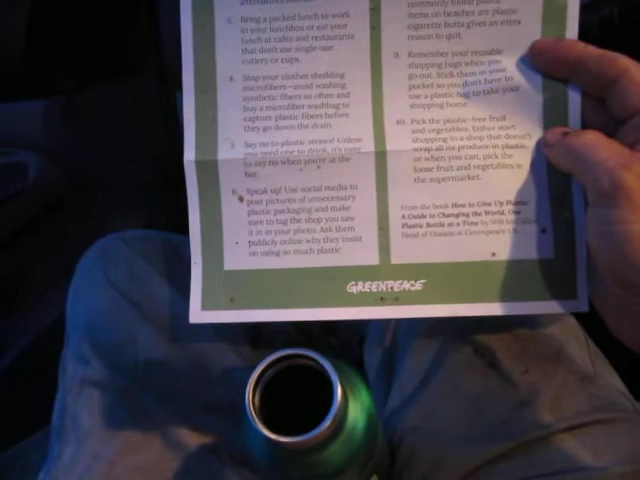 alternatives.
3. Bring a packed lunch to work
in your lunchbox or eat your
lunch at cafés and restaurants
that don't use single-use
cutlery or cups.
4. Stop your clothes shedding
microfibers—avoid washing
synthetic fibers so often and
buy a microfiber washbag to
capture plastic fibers before
they go down the drain.
5. Say no to plastic straws! Unless
you need one to drink, it's easy
to say no when you're at the
bar.
6. Speak up! Use social media to
post pictures of unnecessary
plastic packaging and make
sure to tag the shop you saw
it in in your photo. Ask them
publicly online why they insist
on using so much plastic
commonly found plastic
items on beaches are plastic
cigarette butts gives an extra
reason to quit.
9. Remember your reusable
shopping bags when you
go out. Stick them in your
pocket so you don't have to
use a plastic bag to take your
shopping home.
10. Pick the plastic-free fruit
and vegetables. Either start
shopping in a shop that doesn't
wrap all its produce in plastic,
or when you can, pick the
loose fruit and vegetables in
the supermarket.
From the book How to Give Up Plastic:
A Guide to Changing the World, One
Plastic Bottle at a Time by Will
Head of Oceans at Greenpeace UK.
GREENPEACE